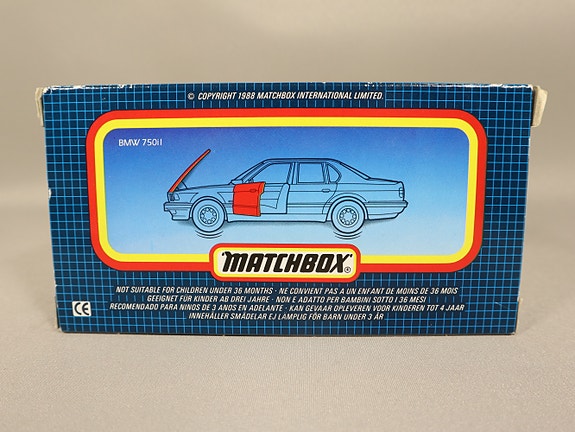 © COPYRIGHT 1988 MATCHBOX INTERNATIONAL LIMITED.
BMW 750il
MATCHBOX®
NOT SUITABLE FOR CHILDREN UNDER 36 MONTHS · NE CONVIENT PAS A UN ENFANT DE MOINS DE 36 MOIS
GEEIGNET FÜR KINDER AB DREI JAHRE · NON E ADATTO PER BAMBINI SOTTO I 36 MESI
RECOMENDADO PARA NINOS DE 3 ANOS EN ADELANTE · KAN GEVAAR OPLEVEREN VOOR KINDEREN TOT 4 JAAR
INNEHÅLLER SMÅDELAR EJ LÄMPLIG FÖR BARN UNDER 3 ÅR
CE